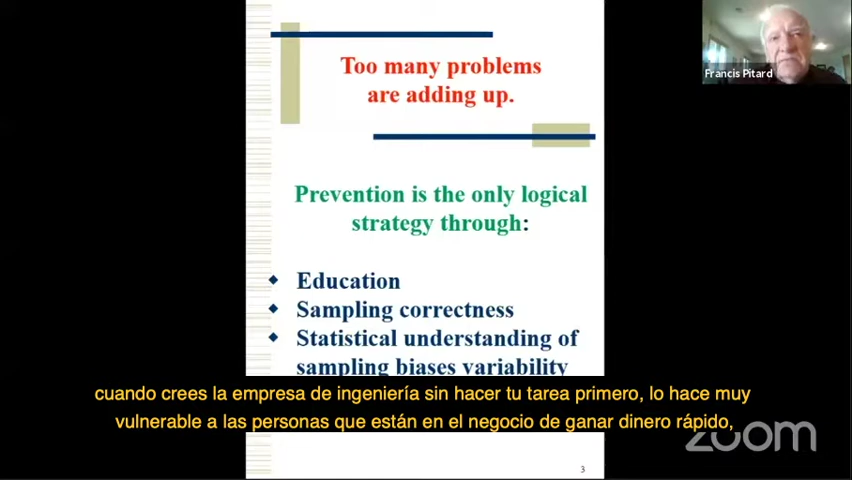 Too many problems
are adding up.
Francis Pitard
Prevention is the only logical
strategy through:
Education
Sampling correctness
Statistical understanding of
sampling biases variability
cuando crees la empresa de ingeniería sin hacer tu tarea primero, lo hace muy
vulnerable a las personas que están en el negocio de ganar dinero rápido,
zoom
3